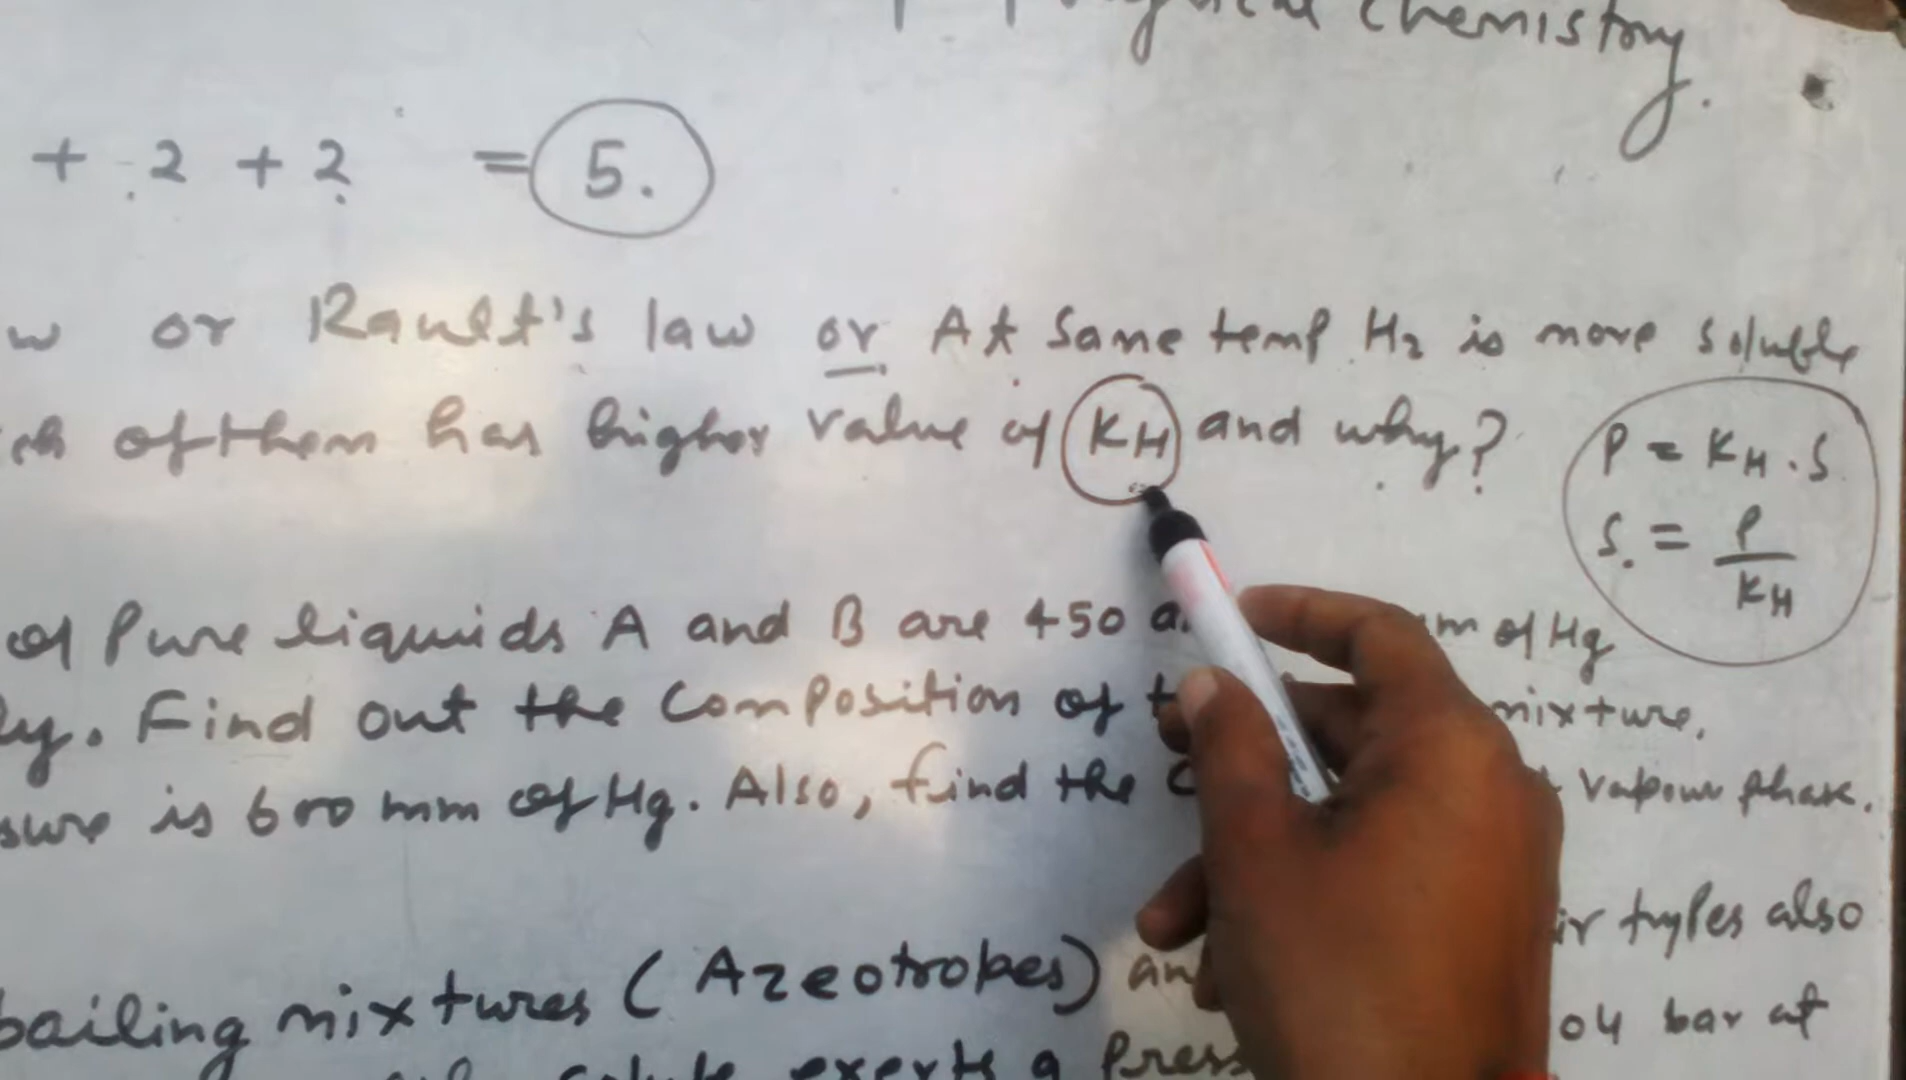 Chemistry.
+ 2 + 2 = 5.
or Rault's law or At Same temp H2 is more soluble
of them has higher value of KH and why?
P = KH . S
S. = P / KH
of Pure liquids A and B are 450 of Hg
Find out the Composition of mixture,
is 600 mm of Hg. Also, find the vapour phase.
types also
mixtures (Azeotropes)
04 bar at
exerts a